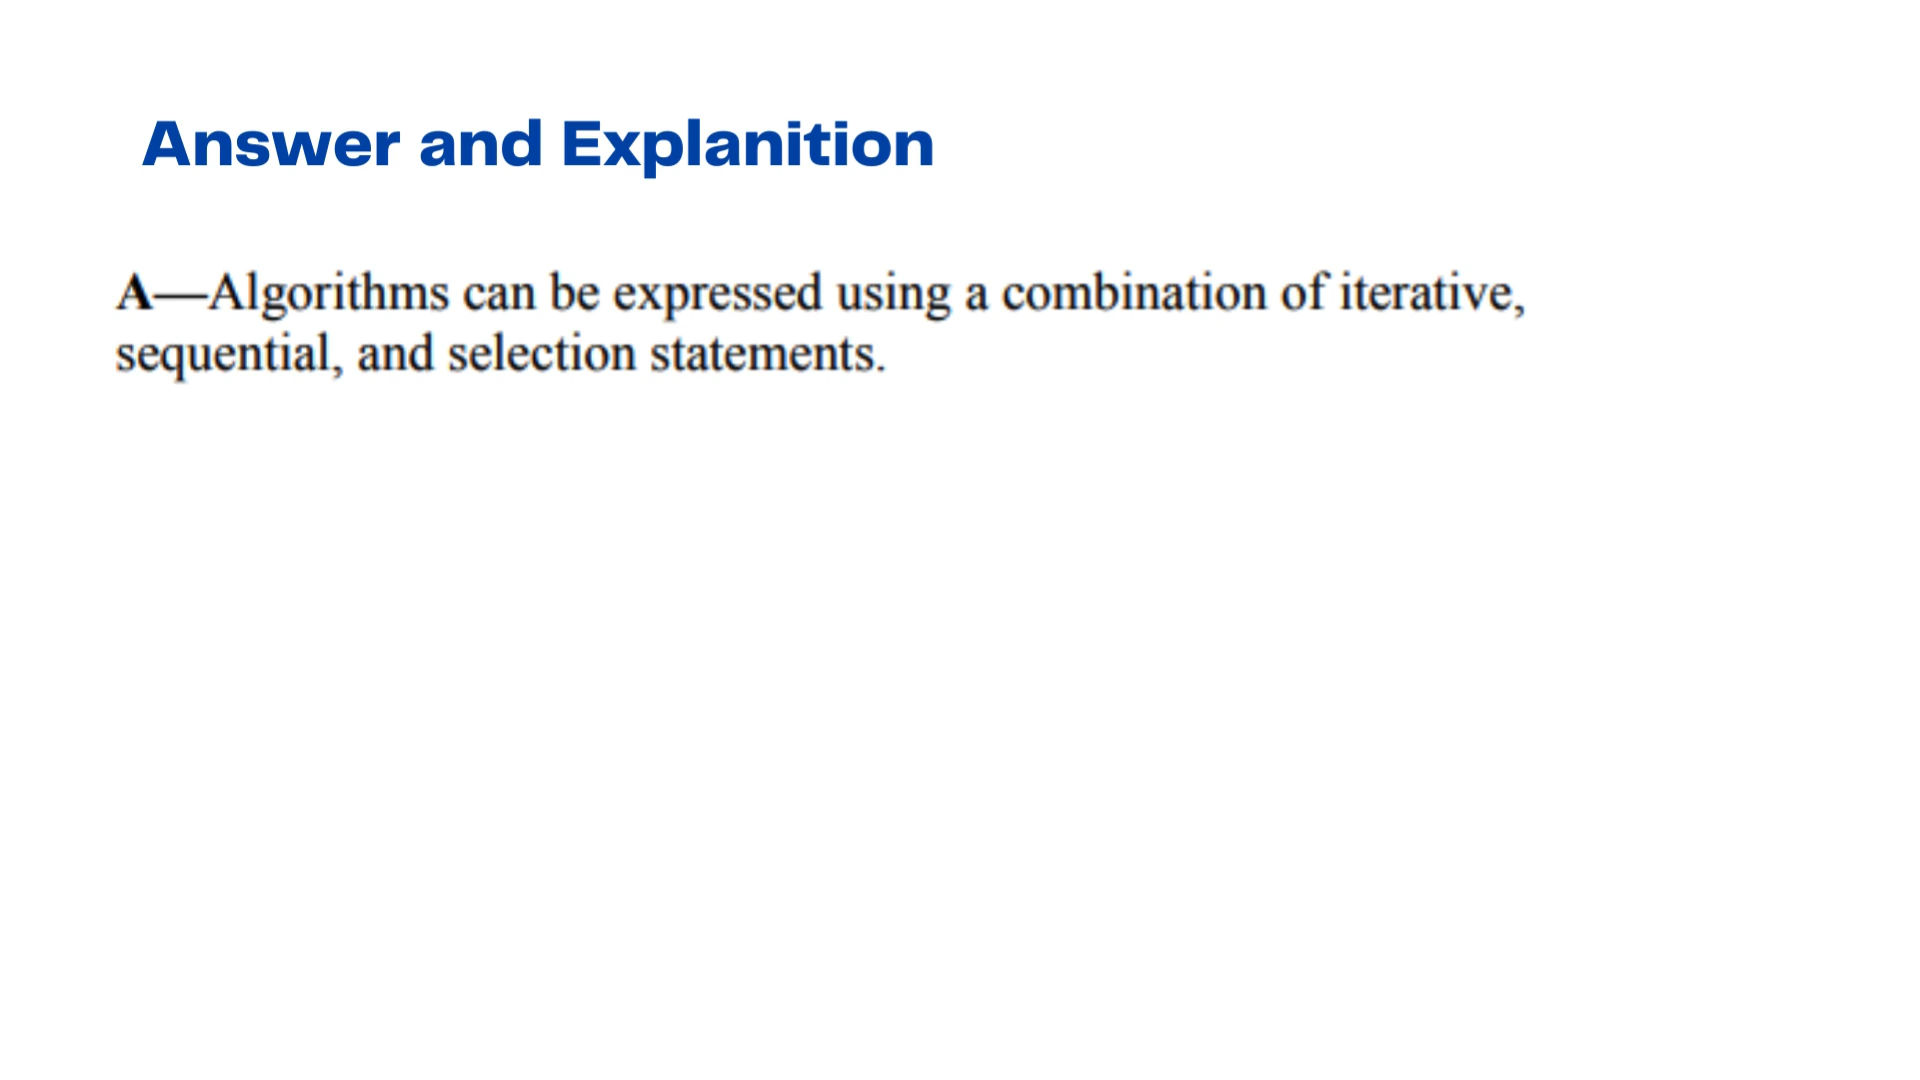 Answer and Explanition
A—Algorithms can be expressed using a combination of iterative,
sequential, and selection statements.